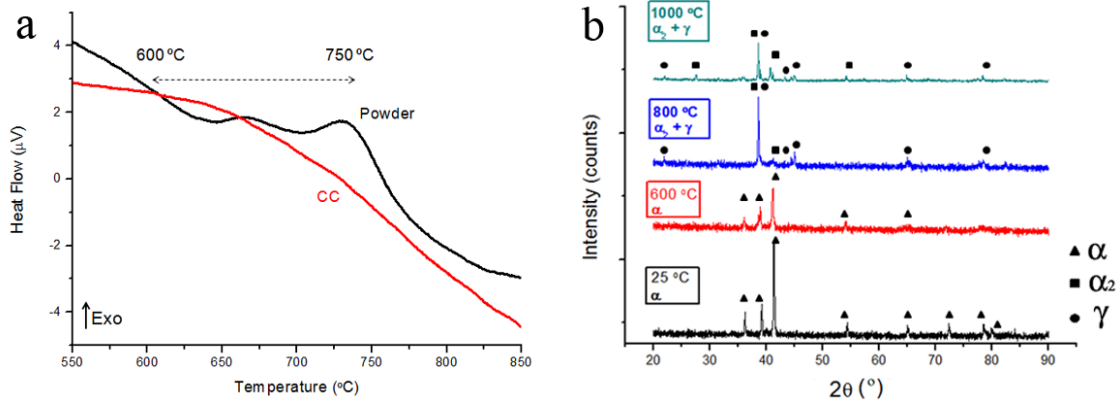 a
600 ºC
750 ºC
Powder
CC
Exo
Heat Flow (µV)
4
2
0
-2
-4
550
600
650
700
750
800
850
Temperature (ºC)
b
1000 ºC
α₂ + γ
800 ºC
α₂ + γ
600 ºC
α
25 ºC
α
α
α₂
γ
Intensity (counts)
20
30
40
50
60
70
80
90
2θ (°)